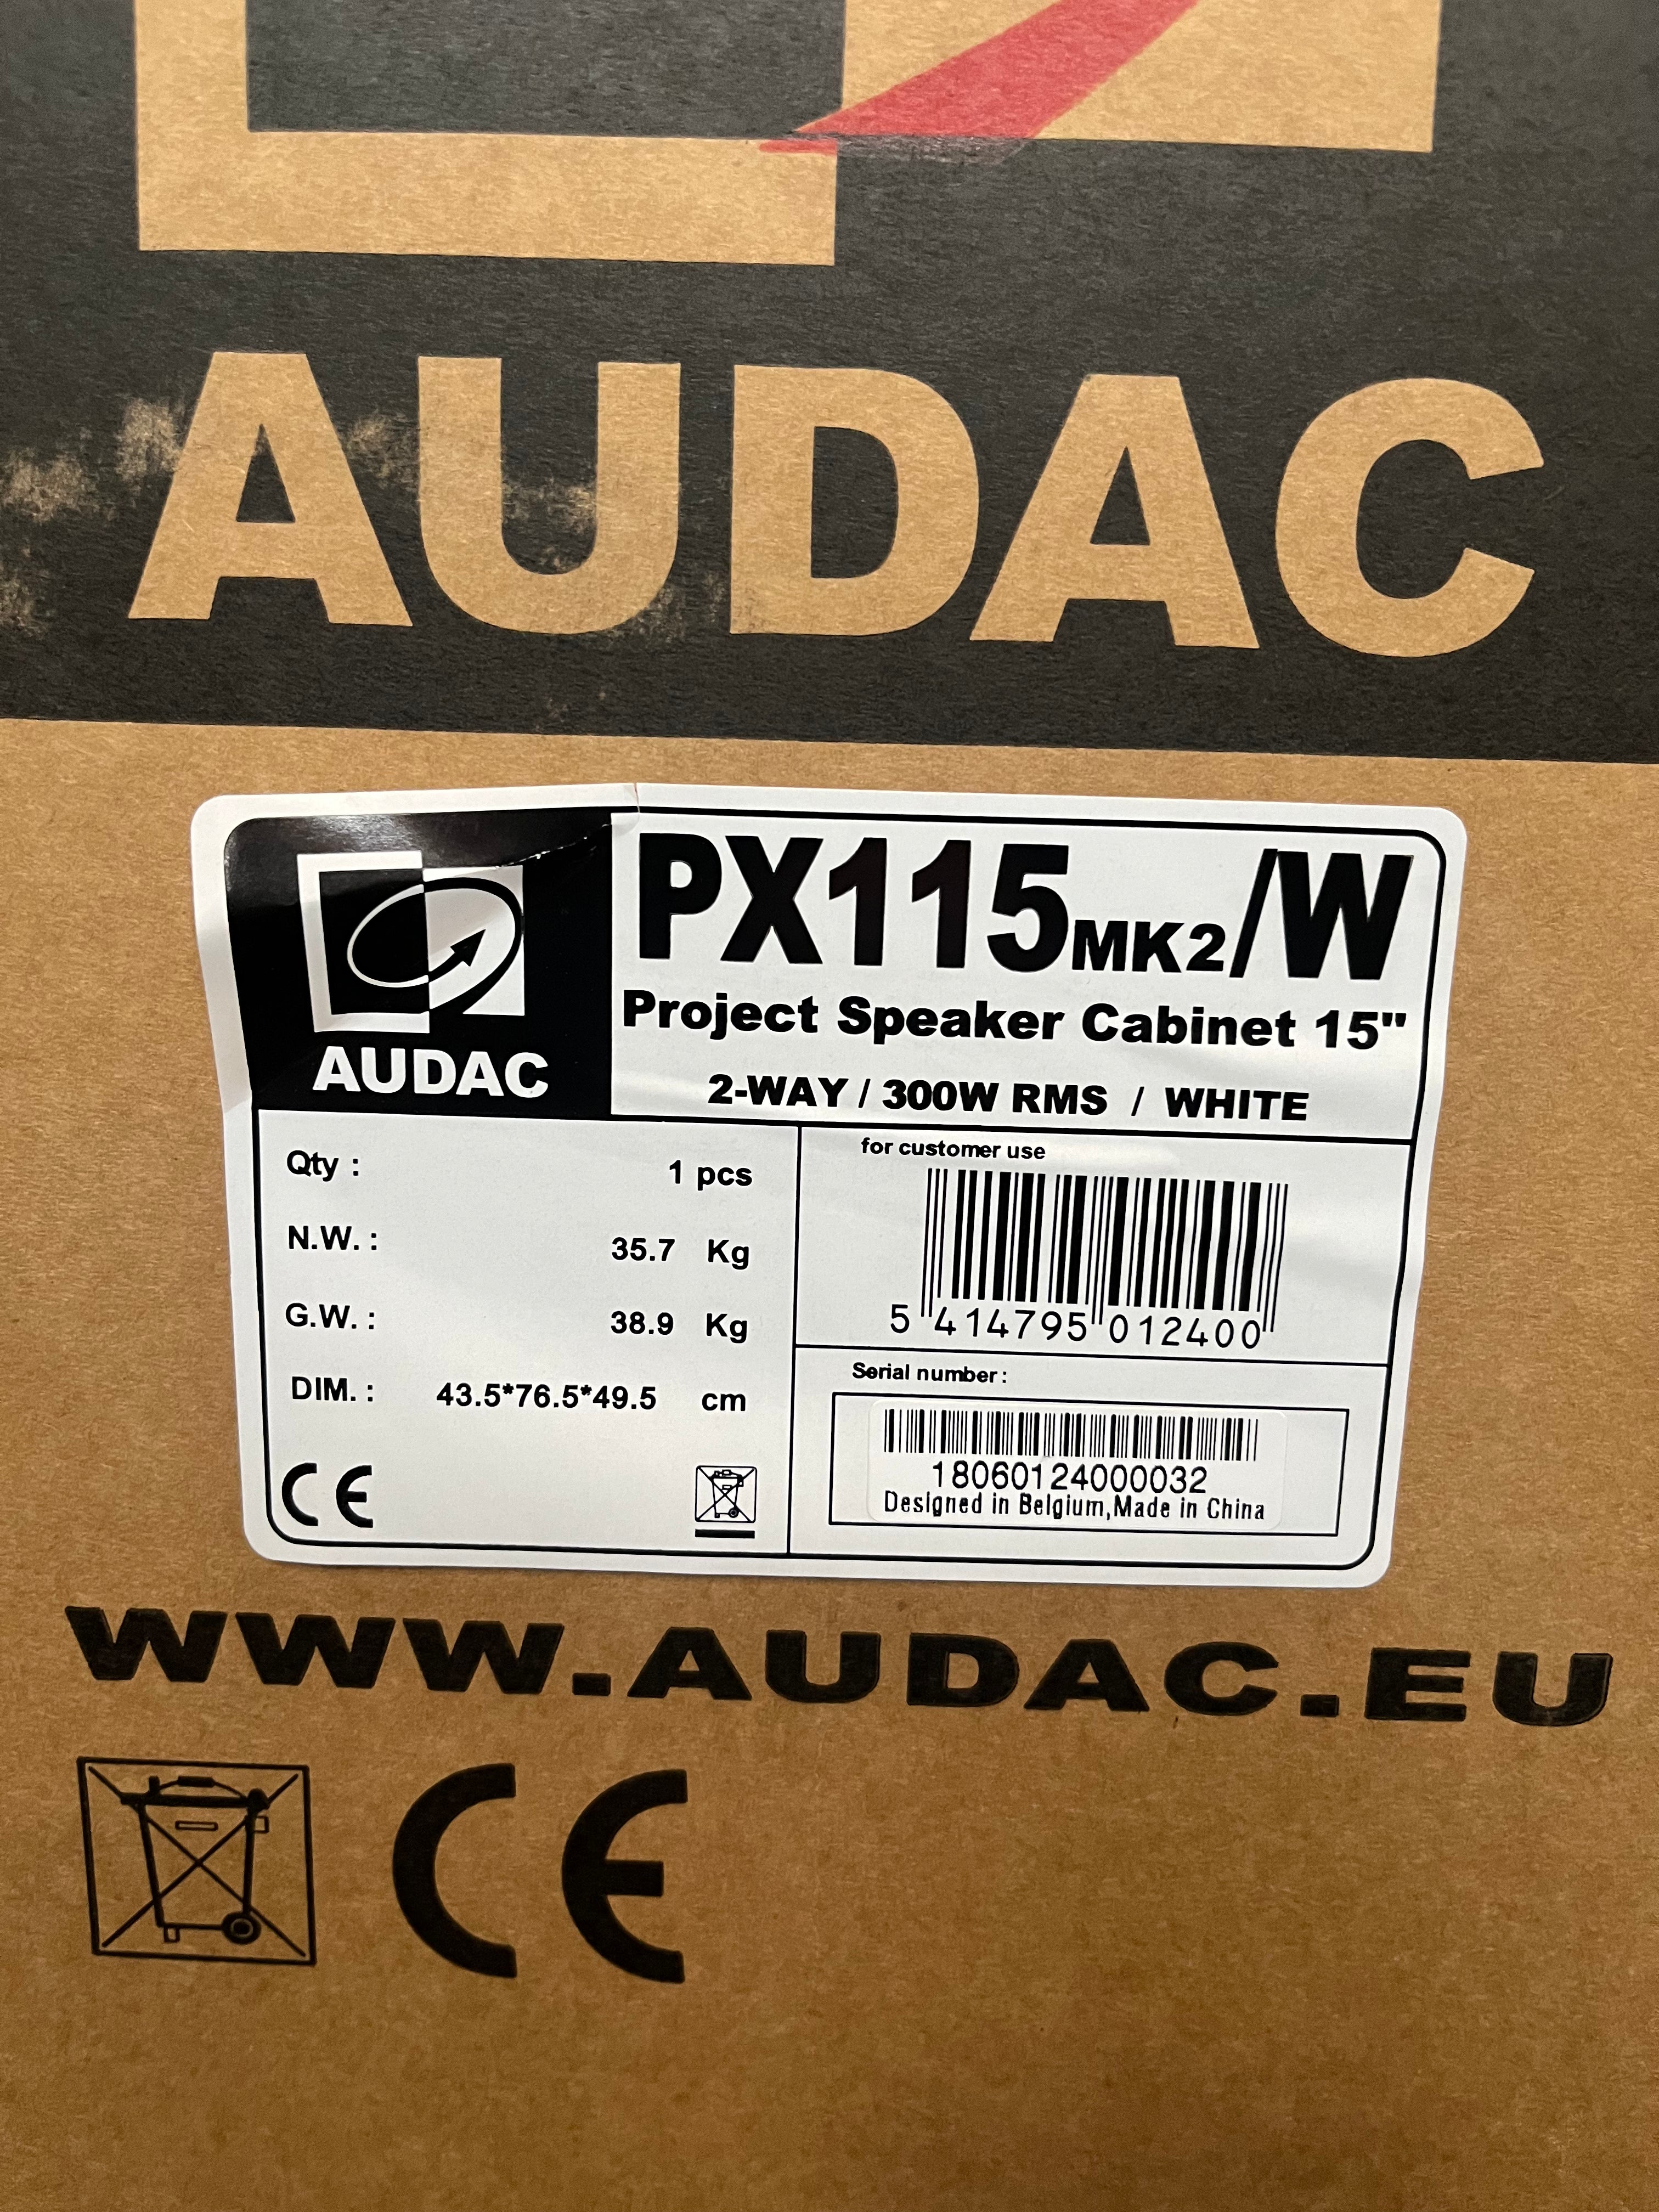 AUDAC
PX115MK2/W
Project Speaker Cabinet 15"
2-WAY / 300W RMS / WHITE
AUDAC
Qty : 1 pcs
N.W. : 35.7 Kg
G.W. : 38.9 Kg
DIM. : 43.5*76.5*49.5 cm
CE
for customer use
5 414795 012400
Serial number :
18060124000032
Designed in Belgium,Made in China
WWW.AUDAC.EU
CE